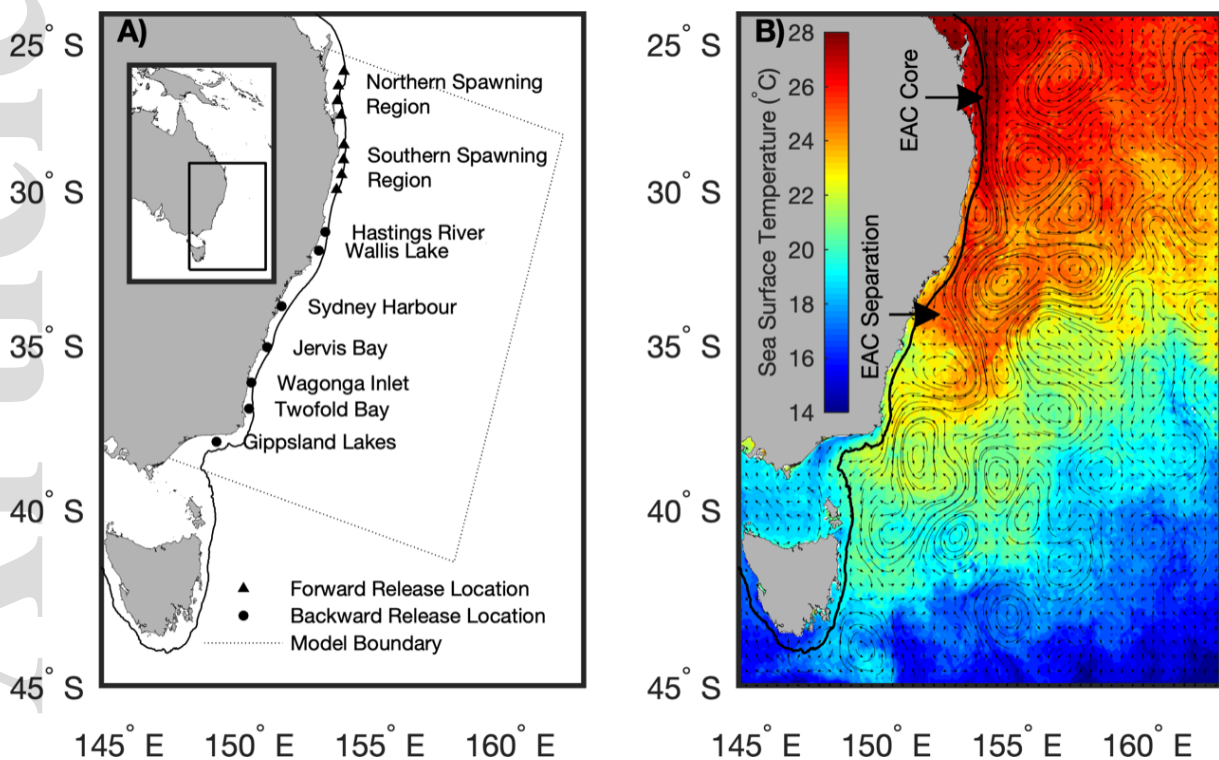 A)
25° S
30° S
35° S
40° S
45° S
Northern Spawning
Region
Southern Spawning
Region
Hastings River
Wallis Lake
Sydney Harbour
Jervis Bay
Wagonga Inlet
Twofold Bay
Gippsland Lakes
Forward Release Location
Backward Release Location
Model Boundary
145° E
150° E
155° E
160° E
B)
25° S
30° S
35° S
40° S
45° S
28
26
24
22
20
18
16
14
Sea Surface Temperature (°C)
EAC Core
EAC Separation
145° E
150° E
155° E
160° E